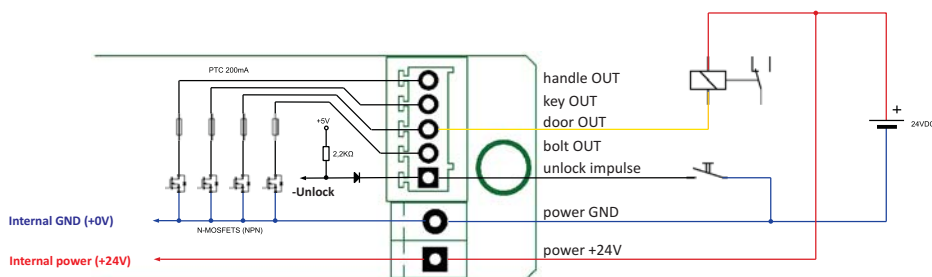 PTC 200mA
handle OUT
key OUT
+5V
door OUT
+
24VDC
2,2KΩ
bolt OUT
unlock impulse
-Unlock
Internal GND (+0V)
N-MOSFETS (NPN)
power GND
Internal power (+24V)
power +24V